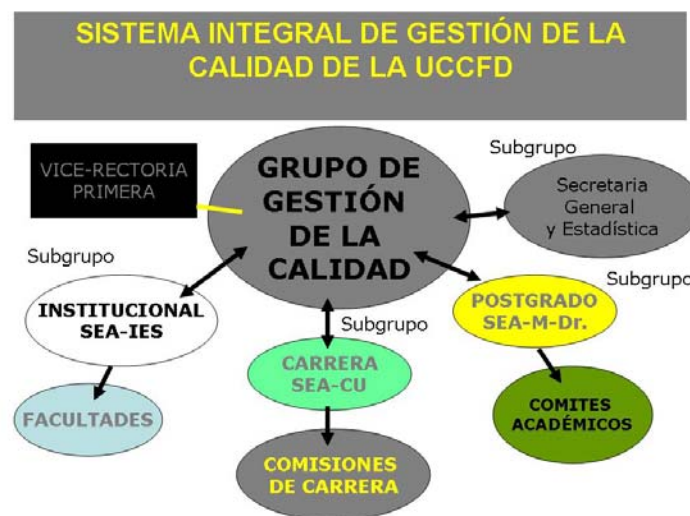 SISTEMA INTEGRAL DE GESTIÓN DE LA
CALIDAD DE LA UCCFD
VICE-RECTORIA
PRIMERA
GRUPO DE
GESTIÓN
DE LA
CALIDAD
Subgrupo
Secretaria
General
y Estadística
Subgrupo
INSTITUCIONAL
SEA-IES
Subgrupo
CARRERA
SEA-CU
Subgrupo
POSTGRADO
SEA-M-Dr.
FACULTADES
COMISIONES
DE CARRERA
COMITES
ACADÉMICOS